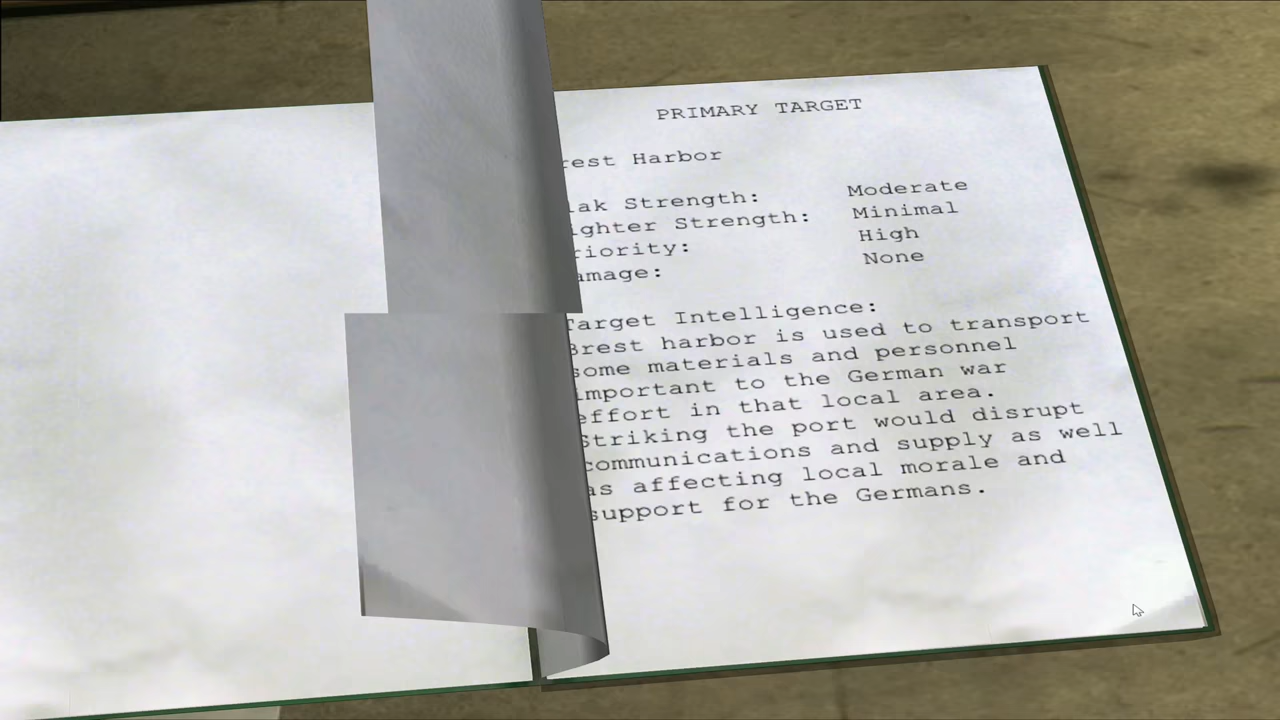 PRIMARY TARGET
rest Harbor
lak Strength: Moderate
ighter Strength: Minimal
riority: High
amage: None
Target Intelligence:
Brest harbor is used to transport
some materials and personnel
important to the German war
effort in that local area.
Striking the port would disrupt
communications and supply as well
as affecting local morale and
support for the Germans.